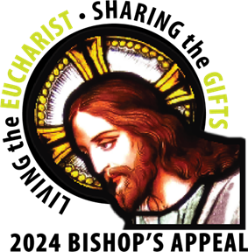 LIVING the EUCHARIST • SHARING the GIFTS
2024 BISHOP'S APPEAL